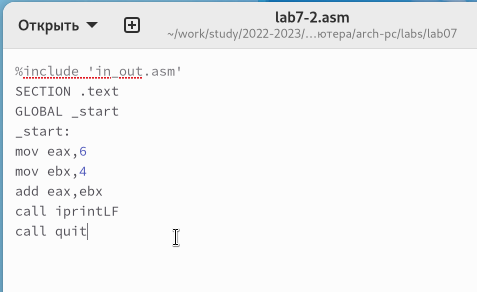 Открыть
lab7-2.asm
~/work/study/2022-2023/…ютера/arch-pc/labs/lab07
%include 'in_out.asm'
SECTION .text
GLOBAL _start
_start:
mov eax,6
mov ebx,4
add eax,ebx
call iprintLF
call quit